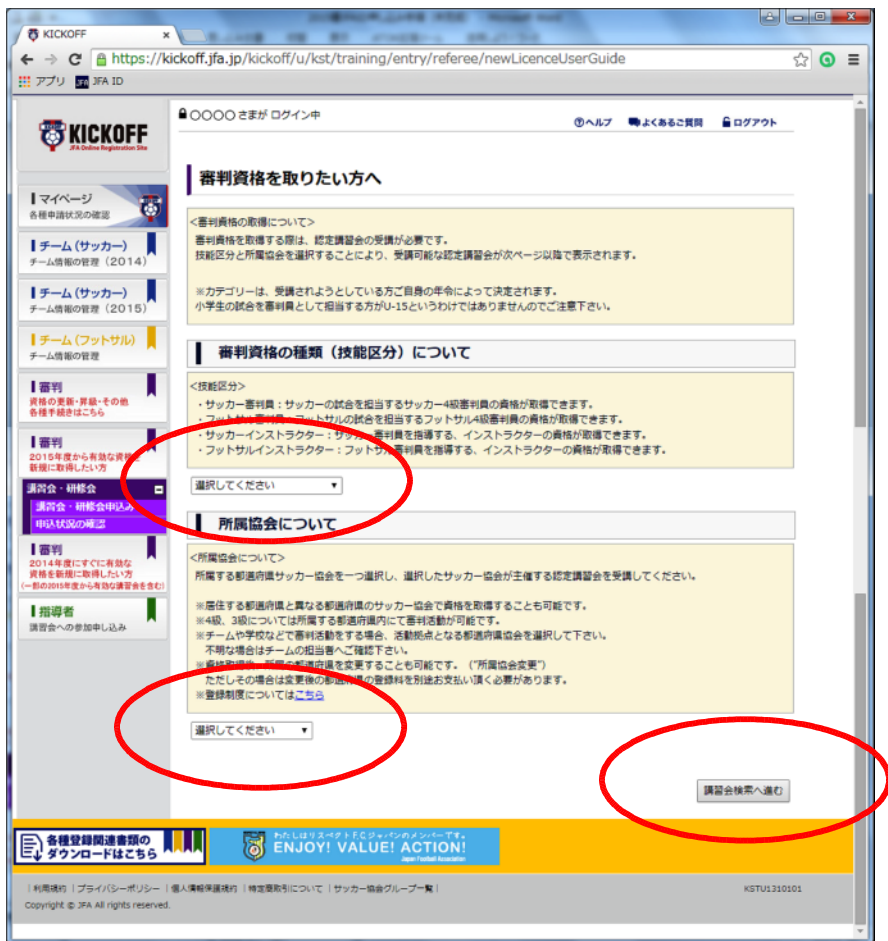 KICKOFF
https://kickoff.jfa.jp/kickoff/u/kst/training/entry/referee/newLicenceUserGuide
アプリ JFA JFA ID
○○○○ さまが ログイン中
ヘルプ よくあるご質問 ログアウト
KICKOFF
JFA Online Registration Site
マイページ
各種申請状況の確認
チーム (サッカー)
チーム情報の管理 (2014)
チーム (サッカー)
チーム情報の管理 (2015)
チーム (フットサル)
チーム情報の管理
審判
資格の更新・昇級・その他
各種手続きはこちら
審判
2015年度から有効な資格
新規に取得したい方
講習会・研修会
講習会・研修会申込み
申込状況の確認
審判
2014年度にすぐに有効な
資格を新規に取得したい方
(一部の2015年度から有効な講習会を含む)
指導者
講習会への参加申し込み
審判資格を取りたい方へ
<審判資格の取得について>
審判資格を取得する際は、認定講習会の受講が必要です。
技能区分と所属協会を選択することにより、受講可能な認定講習会が次ページ以降で表示されます。
※カテゴリーは、受講されようとしている方ご自身の年令によって決定されます。
小学生の試合を審判員として担当する方がU-15というわけではありませんのでご注意下さい。
審判資格の種類（技能区分）について
<技能区分>
・サッカー審判員：サッカーの試合を担当するサッカー4級審判員の資格が取得できます。
・フットサル審判員：フットサルの試合を担当するフットサル4級審判員の資格が取得できます。
・サッカーインストラクター：サッカー審判員を指導する、インストラクターの資格が取得できます。
・フットサルインストラクター：フットサル審判員を指導する、インストラクターの資格が取得できます。
選択してください
所属協会について
<所属協会について>
所属する都道府県サッカー協会を一つ選択し、選択したサッカー協会が主催する認定講習会を受講してください。
※居住する都道府県と異なる都道府県のサッカー協会で資格を取得することも可能です。
※4級、3級については所属する都道府県内にて審判活動が可能です。
※チームや学校などで審判活動をする場合、活動拠点となる都道府県協会を選択して下さい。
不明な場合はチームの担当者へご確認下さい。
※資格取得後、所属の都道府県を変更することも可能です。（"所属協会変更"）
ただしその場合は変更後の都道府県の登録料を別途お支払い頂く必要があります。
※登録制度についてはこちら
選択してください
講習会検索へ進む
各種登録関連書類の
ダウンロードはこちら
わたしはリスペクトF.C.ジャパンのメンバーです。
ENJOY! VALUE! ACTION!
Japan Football Association
| 利用規約 | プライバシーポリシー | 個人情報保護規約 | 特定商取引について | サッカー協会グループ一覧 |
KSTU1310101
Copyright © JFA All rights reserved.